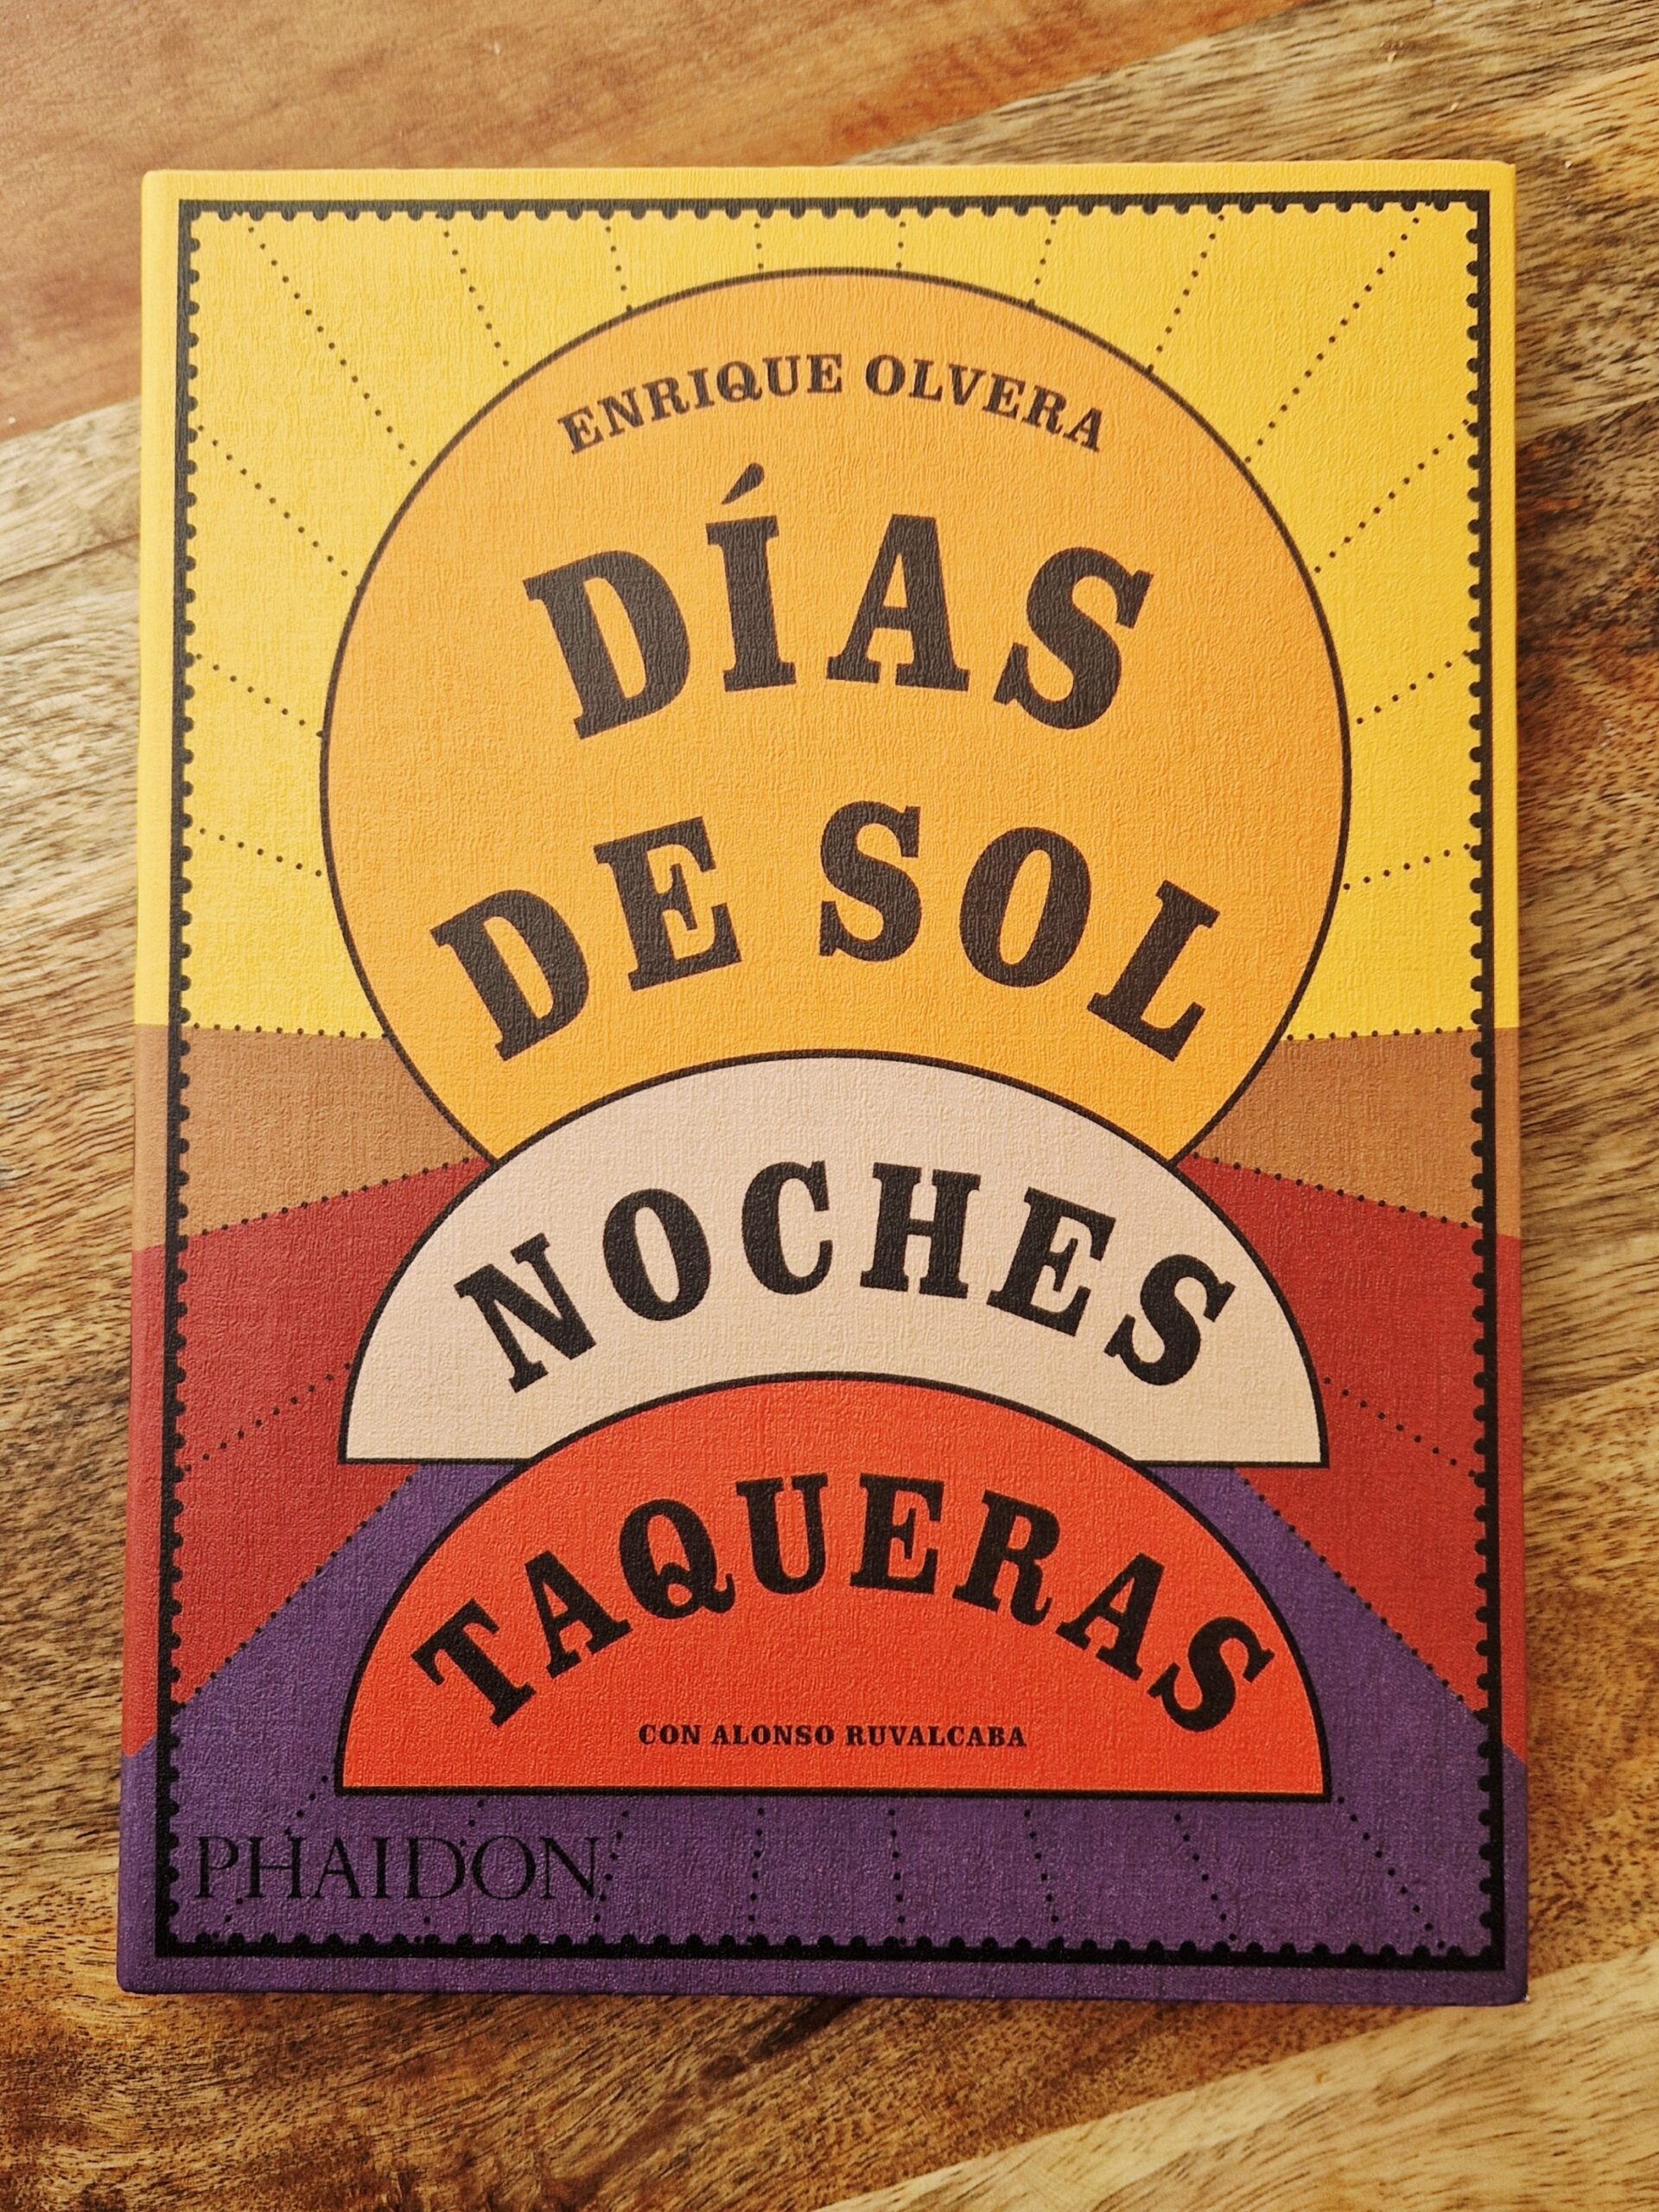 ENRIQUE OLVERA
DÍAS
DE SOL
NOCHES
TAQUERAS
CON ALONSO RUVALCABA
PHAIDON